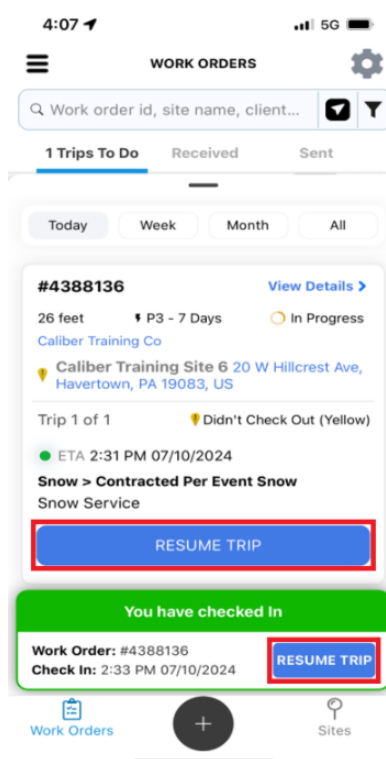 4:07
5G
WORK ORDERS
Work order id, site name, client...
1 Trips To Do Received Sent
Today Week Month All
#4388136 View Details >
26 feet P3 - 7 Days In Progress
Caliber Training Co
Caliber Training Site 6 20 W Hillcrest Ave,
Havertown, PA 19083, US
Trip 1 of 1 Didn't Check Out (Yellow)
ETA 2:31 PM 07/10/2024
Snow > Contracted Per Event Snow
Snow Service
RESUME TRIP
You have checked In
Work Order: #4388136
Check In: 2:33 PM 07/10/2024
RESUME TRIP
Work Orders + Sites